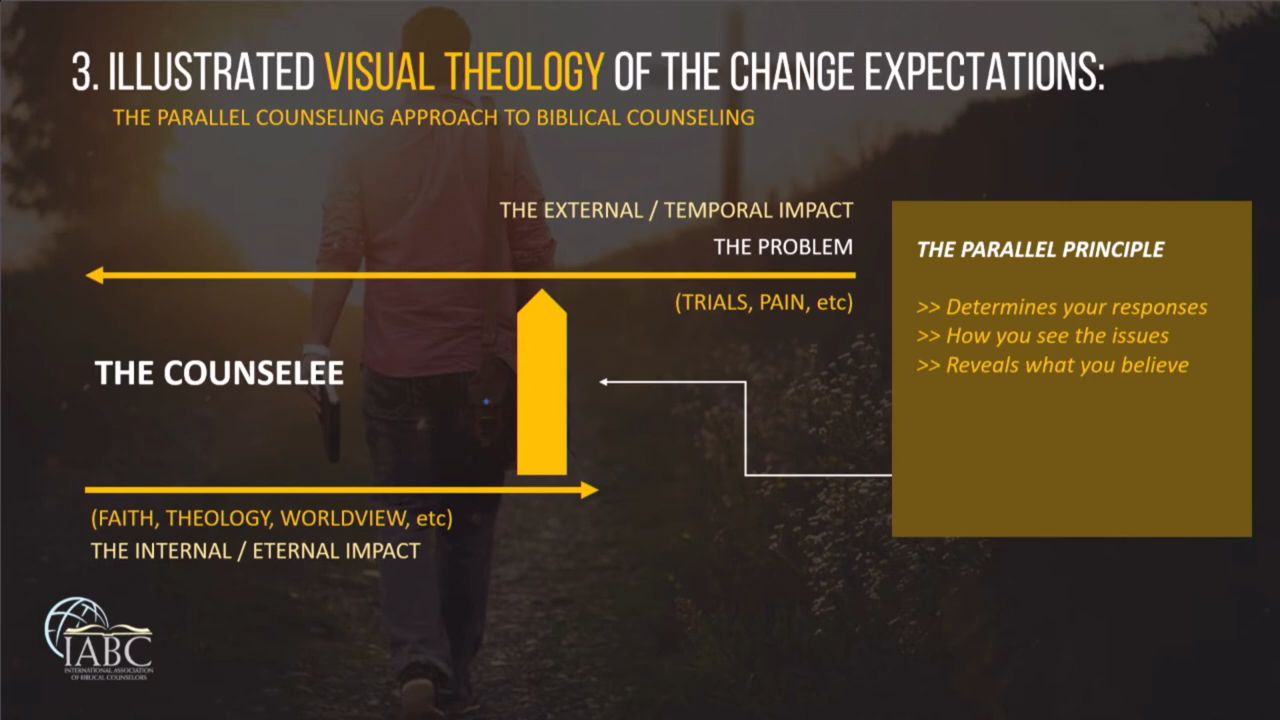 3. ILLUSTRATED VISUAL THEOLOGY OF THE CHANGE EXPECTATIONS:
THE PARALLEL COUNSELING APPROACH TO BIBLICAL COUNSELING
THE EXTERNAL / TEMPORAL IMPACT
THE PROBLEM
(TRIALS, PAIN, etc)
THE COUNSELEE
(FAITH, THEOLOGY, WORLDVIEW, etc)
THE INTERNAL / ETERNAL IMPACT
THE PARALLEL PRINCIPLE
>> Determines your responses
>> How you see the issues
>> Reveals what you believe
IABC
INTERNATIONAL ASSOCIATION
OF BIBLICAL COUNSELORS